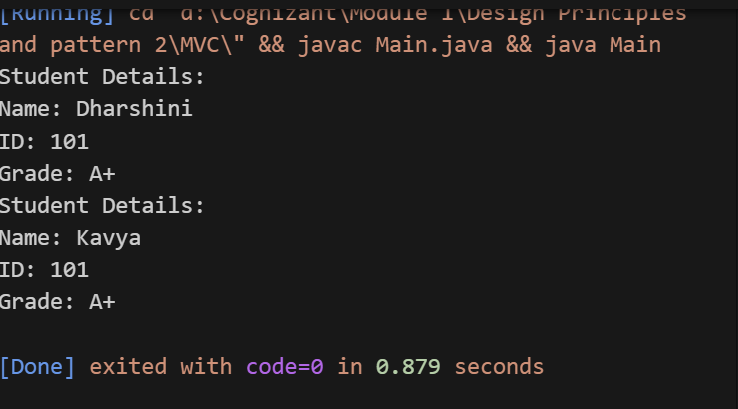 [Running] cd "d:\Cognizant\Module 1\Design Principles
and pattern 2\MVC\" && javac Main.java && java Main
Student Details:
Name: Dharshini
ID: 101
Grade: A+
Student Details:
Name: Kavya
ID: 101
Grade: A+
[Done] exited with code=0 in 0.879 seconds